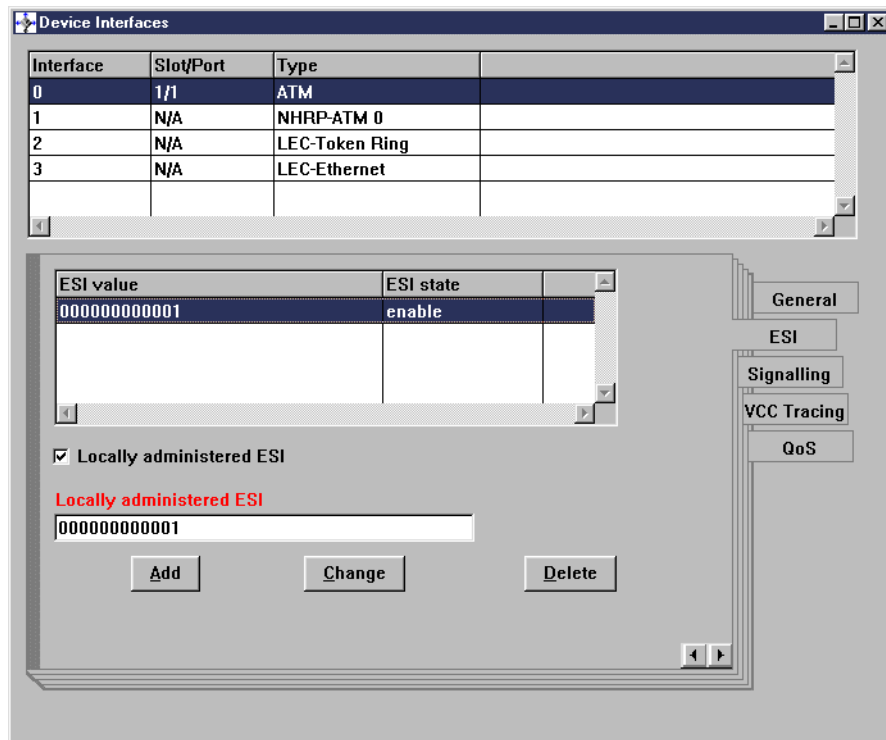 Device Interfaces
Interface Slot/Port Type
0 1/1 ATM
1 N/A NHRP-ATM 0
2 N/A LEC-Token Ring
3 N/A LEC-Ethernet
ESI value ESI state
000000000001 enable
General
ESI
Signalling
VCC Tracing
QoS
Locally administered ESI
Locally administered ESI
000000000001
Add Change Delete